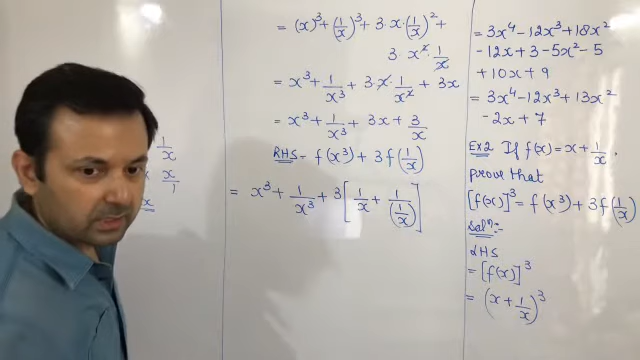 1/x
x/1
x
= (x)³ + (1/x)³ + 3·x·(1/x)² +
3·x²·1/x
= x³ + 1/x³ + 3·x·1/x² + 3x
= x³ + 1/x³ + 3x + 3/x
RHS = f(x³) + 3f(1/x)
= x³ + 1/x³ + 3[1/x + 1/(1/x)]
= 3x⁴ - 12x³ + 18x²
- 12x + 3 - 5x² - 5
+ 10x + 9
= 3x⁴ - 12x³ + 13x²
- 2x + 7
Ex2 If f(x) = x + 1/x,
prove that
[f(x)]³ = f(x³) + 3f(1/x)
Solⁿ:-
LHS
= [f(x)]³
= (x + 1/x)³